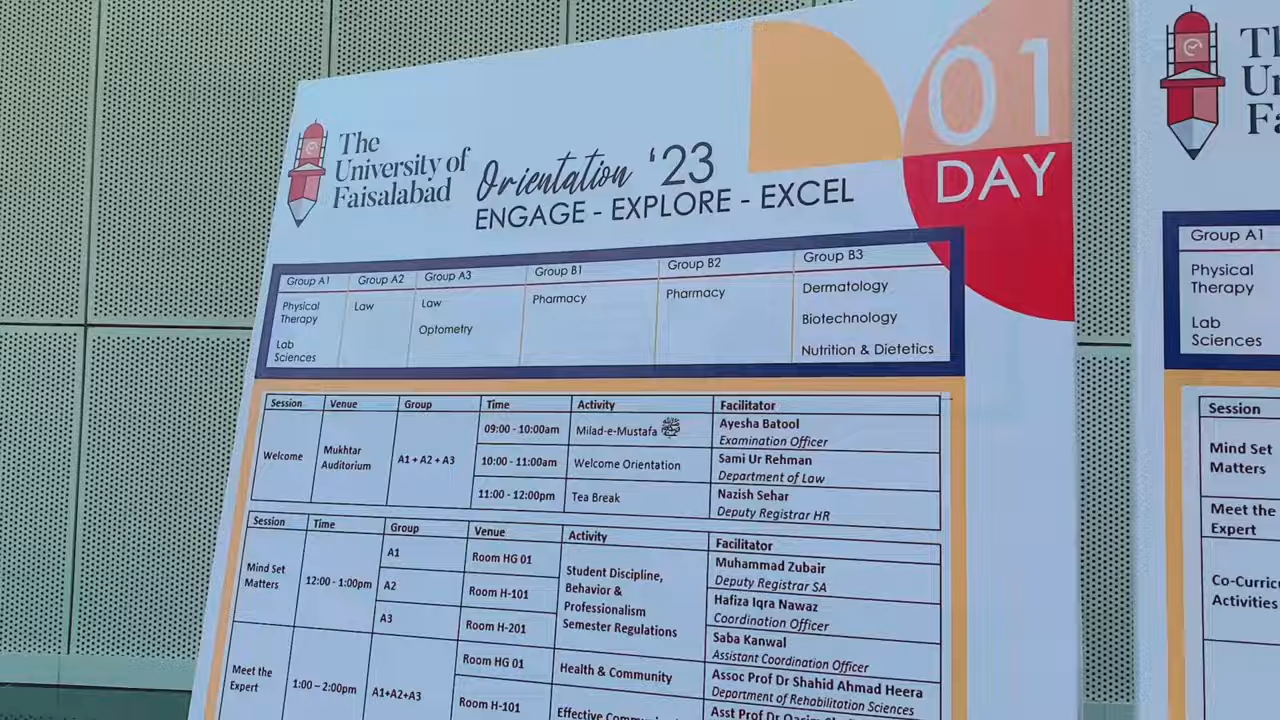 The
University of
Faisalabad
Orientation '23
ENGAGE - EXPLORE - EXCEL
01
DAY
Group A1 Group A2 Group A3 Group B1 Group B2 Group B3
Physical
Therapy
Lab
Sciences
Law
Law
Optometry
Pharmacy
Pharmacy
Dermatology
Biotechnology
Nutrition & Dietetics
Session Venue Group Time Activity Facilitator
Welcome
Mukhtar
Auditorium
A1 + A2 + A3
09:00 - 10:00am Milad-e-Mustafa
Ayesha Batool
Examination Officer
10:00 - 11:00am Welcome Orientation
Sami Ur Rehman
Department of Law
11:00 - 12:00pm Tea Break
Nazish Sehar
Deputy Registrar HR
Session Time Group Venue Activity Facilitator
Mind Set
Matters
12:00 - 1:00pm
A1 Room HG 01
A2 Room H-101
A3 Room H-201
Student Discipline,
Behavior &
Professionalism
Semester Regulations
Muhammad Zubair
Deputy Registrar SA
Hafiza Iqra Nawaz
Coordination Officer
Saba Kanwal
Assistant Coordination Officer
Meet the
Expert
1:00 – 2:00pm
A1+A2+A3
Room HG 01 Health & Community
Assoc Prof Dr Shahid Ahmad Heera
Department of Rehabilitation Sciences
Room H-101 Effective
Asst Prof Dr
Group A1
Physical
Therapy
Lab
Sciences
Session
Mind Set
Matters
Meet the
Expert
Activities